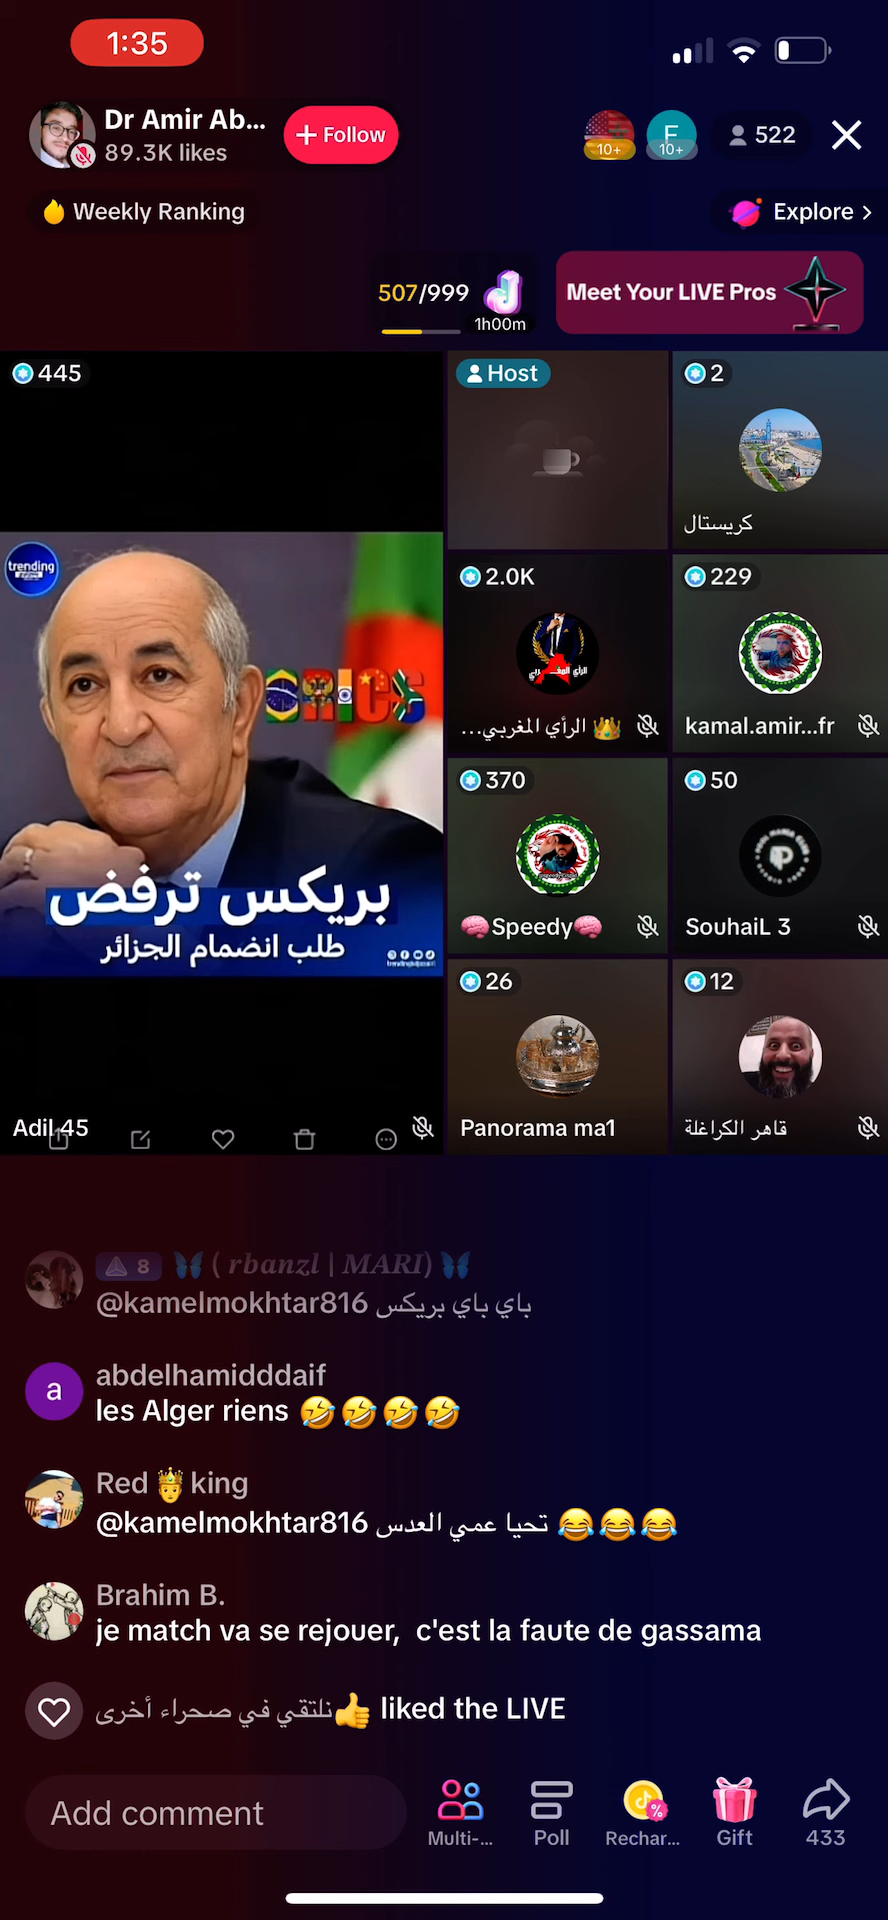 1:35
Dr Amir Ab...
89.3K likes
+ Follow
10+
E
10+
522
Weekly Ranking
Explore >
507/999
1h00m
Meet Your LIVE Pros
445
Host
2
trending
BRICS
كريستال
2.0K
229
الرأي المغربي
الرأي المغربي...
kamal.amir...fr
بريكس ترفض
طلب انضمام الجزائر
370
50
Speedy
SouhaiL 3
26
12
Adil 45
Panorama ma1
قاهر الكراغلة
8
( rbanzl | MARI)
@kamelmokhtar816 باي باي بريكس
a
abdelhamidddaif
les Alger riens 🤣🤣🤣🤣
Red 🤴 king
@kamelmokhtar816 تحيا عمي العدس 😂😂😂
Brahim B.
je match va se rejouer, c'est la faute de gassama
نلتقي في صحراء أخرى👍 liked the LIVE
Add comment
Multi-...
Poll
Rechar...
Gift
433